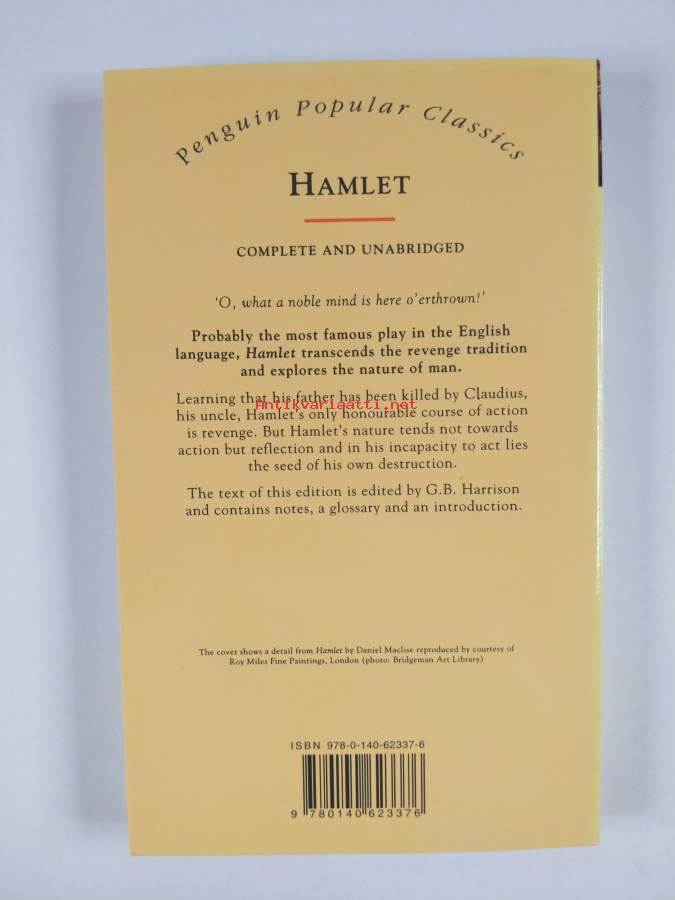 Penguin Popular Classics
HAMLET
COMPLETE AND UNABRIDGED
‘O, what a noble mind is here o’erthrown!’
Probably the most famous play in the English
language, Hamlet transcends the revenge tradition
and explores the nature of man.
Learning that his father has been killed by Claudius,
Antikvariaatti.net
his uncle, Hamlet’s only honourable course of action
is revenge. But Hamlet’s nature tends not towards
action but reflection and in his incapacity to act lies
the seed of his own destruction.
The text of this edition is edited by G.B. Harrison
and contains notes, a glossary and an introduction.
The cover shows a detail from Hamlet by Daniel Maclise reproduced by courtesy of
Roy Miles Fine Paintings, London (photo: Bridgeman Art Library)
ISBN 978-0-140-62337-6
9 780140 623376